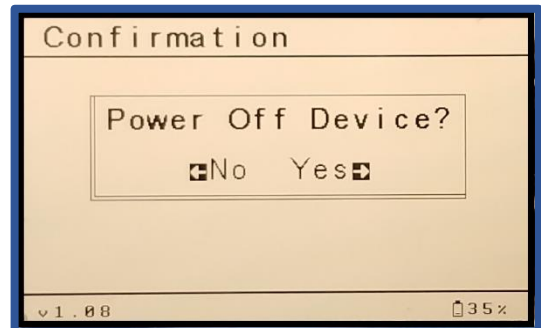 Confirmation
Power Off Device?
No Yes
v1.08 35%